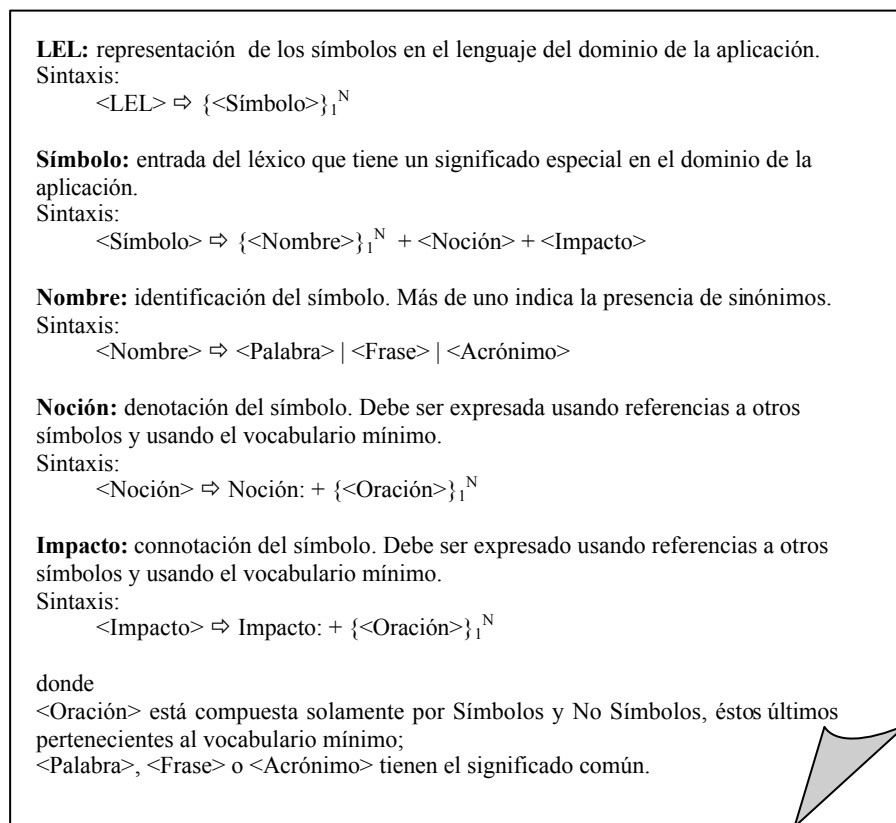 LEL: representación de los símbolos en el lenguaje del dominio de la aplicación.
Sintaxis:
<LEL> ⇨ {<Símbolo>}₁ᴺ
Símbolo: entrada del léxico que tiene un significado especial en el dominio de la
aplicación.
Sintaxis:
<Símbolo> ⇨ {<Nombre>}₁ᴺ + <Noción> + <Impacto>
Nombre: identificación del símbolo. Más de uno indica la presencia de sinónimos.
Sintaxis:
<Nombre> ⇨ <Palabra> | <Frase> | <Acrónimo>
Noción: denotación del símbolo. Debe ser expresada usando referencias a otros
símbolos y usando el vocabulario mínimo.
Sintaxis:
<Noción> ⇨ Noción: + {<Oración>}₁ᴺ
Impacto: connotación del símbolo. Debe ser expresado usando referencias a otros
símbolos y usando el vocabulario mínimo.
Sintaxis:
<Impacto> ⇨ Impacto: + {<Oración>}₁ᴺ
donde
<Oración> está compuesta solamente por Símbolos y No Símbolos, éstos últimos
pertenecientes al vocabulario mínimo;
<Palabra>, <Frase> o <Acrónimo> tienen el significado común.